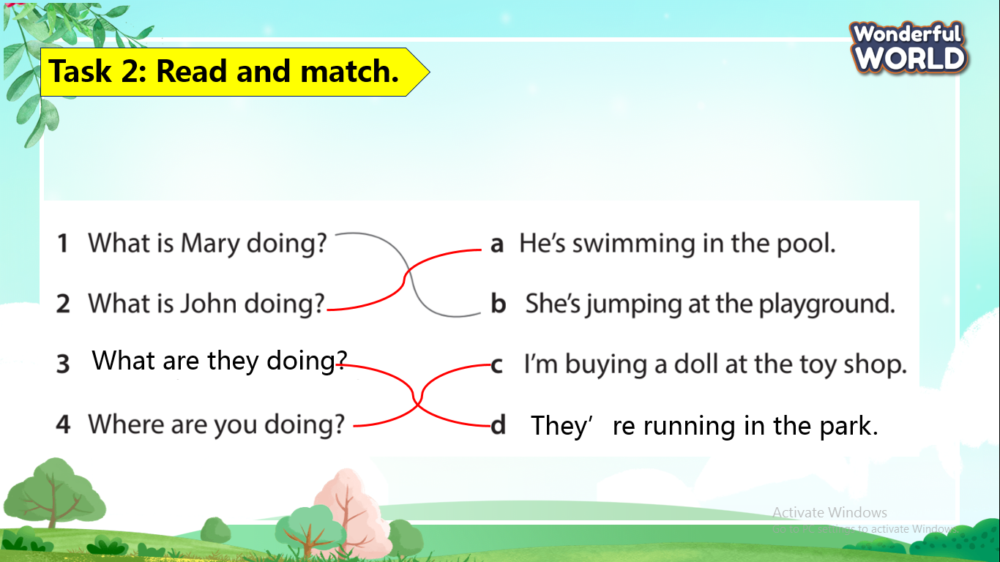 Wonderful
WORLD
Task 2: Read and match.
1 What is Mary doing?
a He's swimming in the pool.
2 What is John doing?
b She's jumping at the playground.
3 What are they doing?
c I'm buying a doll at the toy shop.
4 Where are you doing?
d They’ re running in the park.
Activate Windows
to activate Windows.